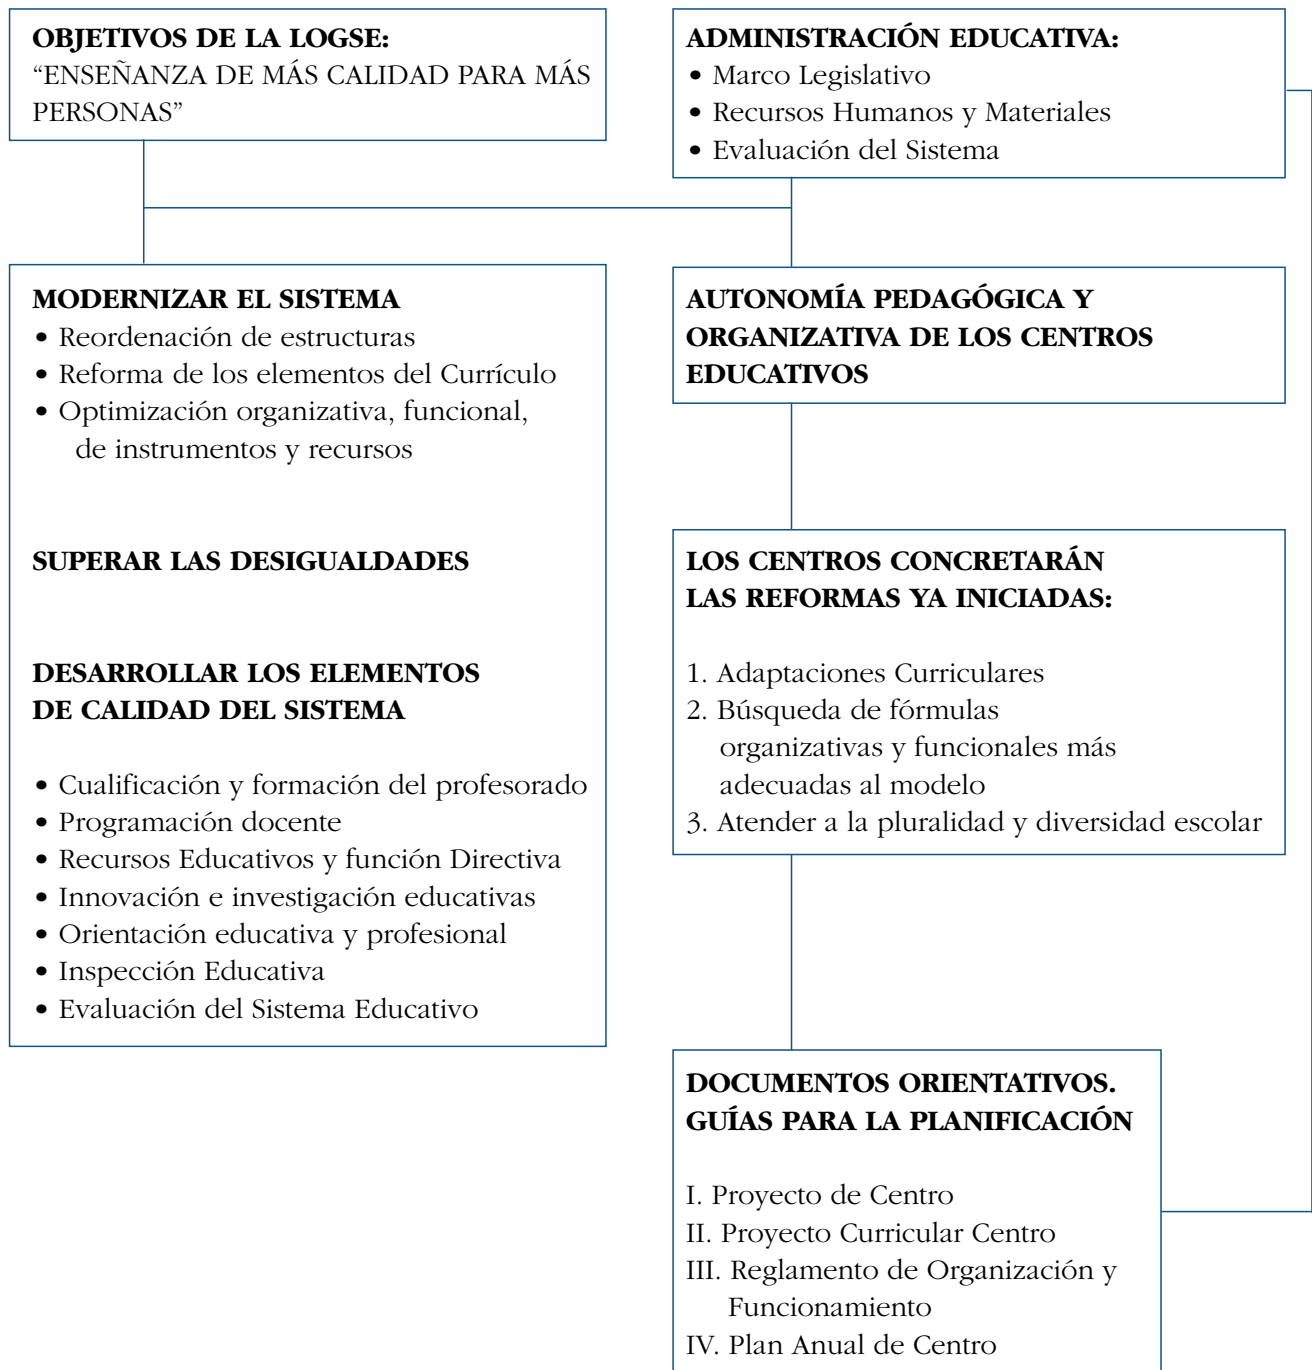 OBJETIVOS DE LA LOGSE:
“ENSEÑANZA DE MÁS CALIDAD PARA MÁS
PERSONAS”
ADMINISTRACIÓN EDUCATIVA:
• Marco Legislativo
• Recursos Humanos y Materiales
• Evaluación del Sistema
MODERNIZAR EL SISTEMA
• Reordenación de estructuras
• Reforma de los elementos del Currículo
• Optimización organizativa, funcional,
de instrumentos y recursos
SUPERAR LAS DESIGUALDADES
DESARROLLAR LOS ELEMENTOS
DE CALIDAD DEL SISTEMA
• Cualificación y formación del profesorado
• Programación docente
• Recursos Educativos y función Directiva
• Innovación e investigación educativas
• Orientación educativa y profesional
• Inspección Educativa
• Evaluación del Sistema Educativo
AUTONOMÍA PEDAGÓGICA Y
ORGANIZATIVA DE LOS CENTROS
EDUCATIVOS
LOS CENTROS CONCRETARÁN
LAS REFORMAS YA INICIADAS:
1. Adaptaciones Curriculares
2. Búsqueda de fórmulas
organizativas y funcionales más
adecuadas al modelo
3. Atender a la pluralidad y diversidad escolar
DOCUMENTOS ORIENTATIVOS.
GUÍAS PARA LA PLANIFICACIÓN
I. Proyecto de Centro
II. Proyecto Curricular Centro
III. Reglamento de Organización y
Funcionamiento
IV. Plan Anual de Centro